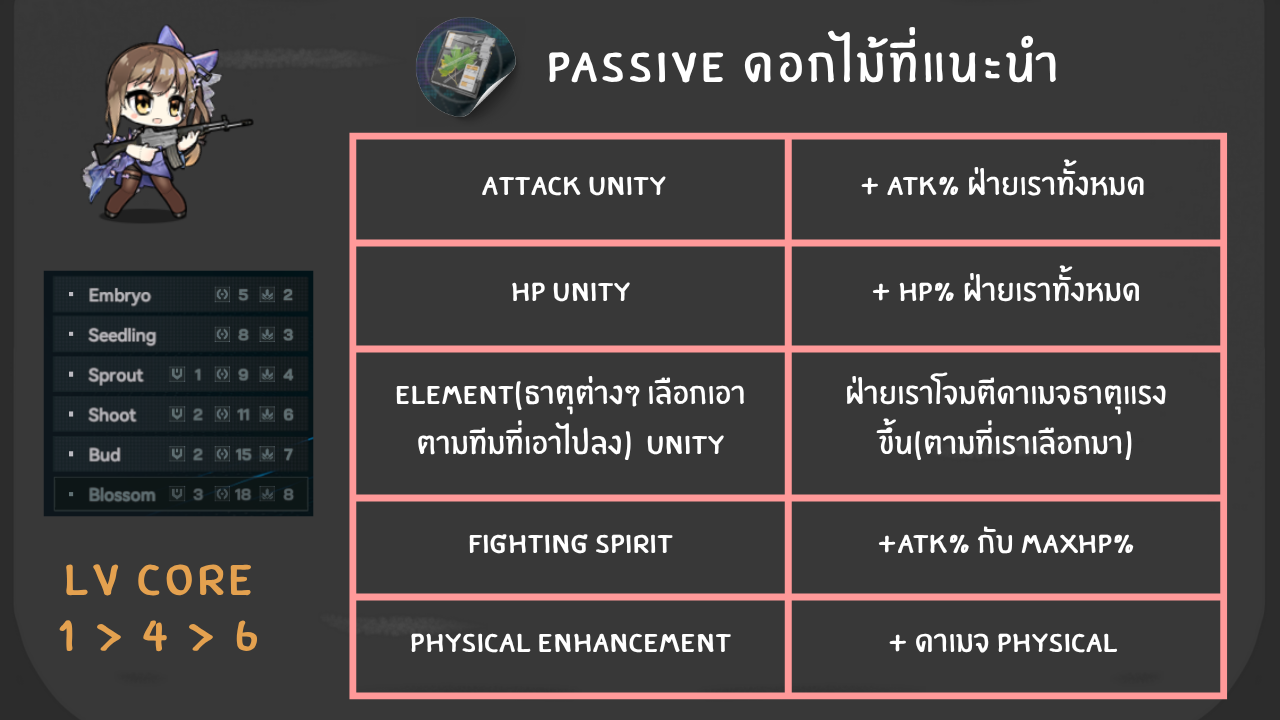 PASSIVE ดอกไม้ที่แนะนำ
ATTACK UNITY
+ ATK% ฝ่ายเราทั้งหมด
HP UNITY
+ HP% ฝ่ายเราทั้งหมด
ELEMENT(ธาตุต่างๆ เลือกเอา
ตามทีมที่เอาไปลง) UNITY
ฝ่ายเราโจมตีดาเมจธาตุแรง
ขึ้น(ตามที่เราเลือกมา)
FIGHTING SPIRIT
+ATK% กับ MAXHP%
PHYSICAL ENHANCEMENT
+ ดาเมจ PHYSICAL
Embryo 5 2
Seedling 8 3
Sprout 1 9 4
Shoot 2 11 6
Bud 2 15 7
Blossom 3 18 8
LV CORE
1 > 4 > 6